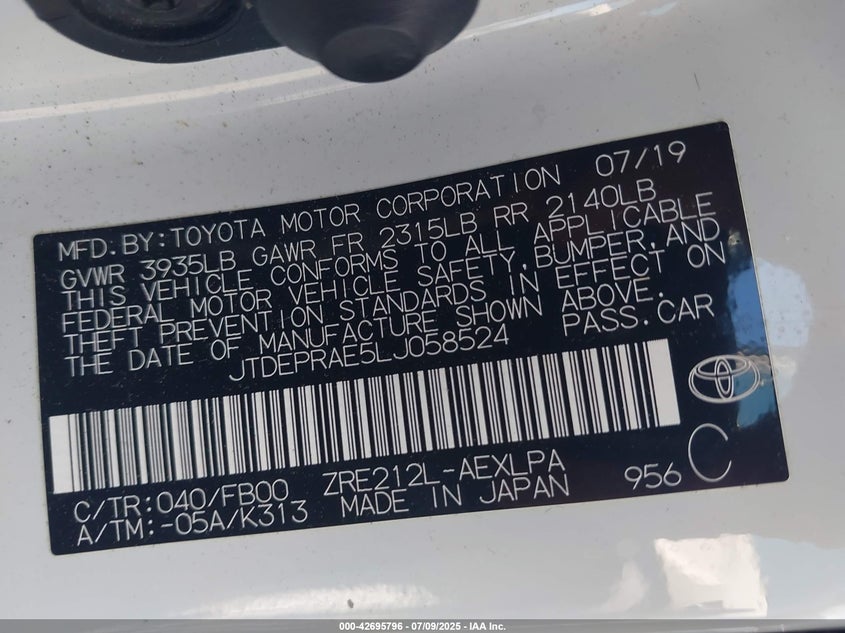 MFD.BY:TOYOTA MOTOR CORPORATION 07/19
GVWR 3935LB GAWR FR 2315LB RR 2140LB
THIS VEHICLE CONFORMS TO ALL APPLICABLE
FEDERAL MOTOR VEHICLE SAFETY,BUMPER,AND
THEFT PREVENTION STANDARDS IN EFFECT ON
THE DATE OF MANUFACTURE SHOWN ABOVE.
JTDEPRAE5LJ058524 PASS.CAR
C/TR:040/FB00 ZRE212L-AEXLPA 956 C
A/TM:-05A/K313 MADE IN JAPAN
000-42695796 - 07/09/2025 - IAA Inc.